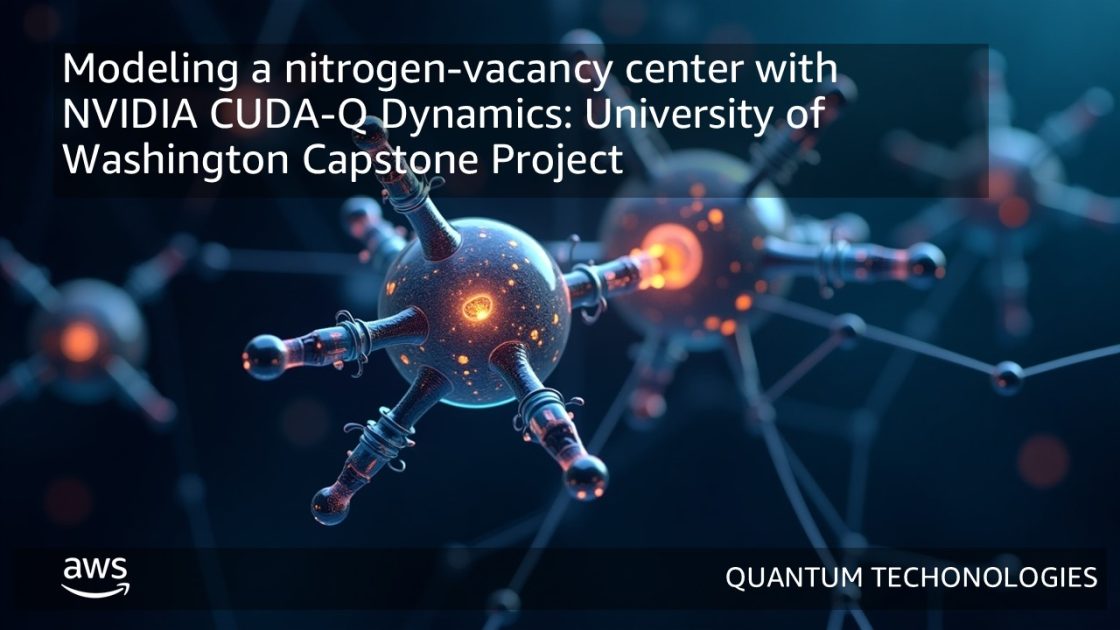 Modeling a nitrogen-vacancy center with
NVIDIA CUDA-Q Dynamics: University of
Washington Capstone Project
aws
QUANTUM TECHONOLOGIES